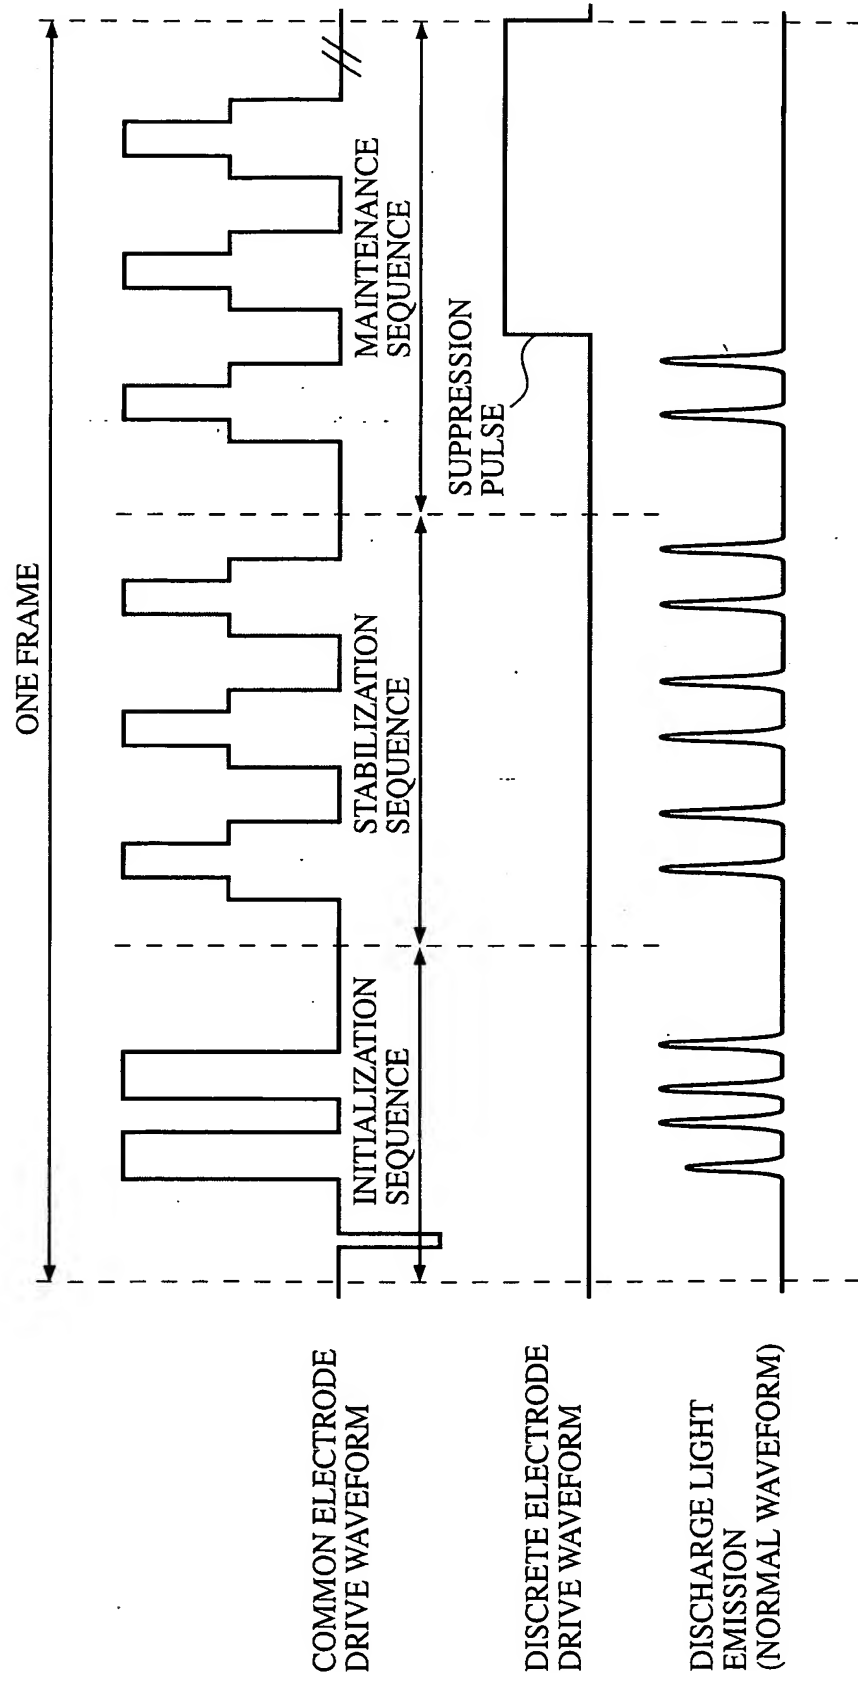 ONE FRAME
INITIALIZATION
SEQUENCE
STABILIZATION
SEQUENCE
MAINTENANCE
SEQUENCE
COMMON ELECTRODE
DRIVE WAVEFORM
SUPPRESSION
PULSE
DISCRETE ELECTRODE
DRIVE WAVEFORM
DISCHARGE LIGHT
EMISSION
(NORMAL WAVEFORM)